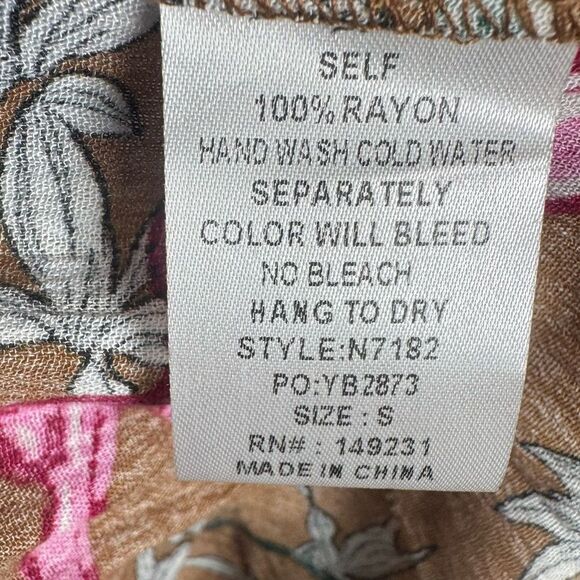 SELF
100% RAYON
HAND WASH COLD WATER
SEPARATELY
COLOR WILL BLEED
NO BLEACH
HANG TO DRY
STYLE:N7182
PO:YB2873
SIZE : S
RN# : 149231
MADE IN CHINA